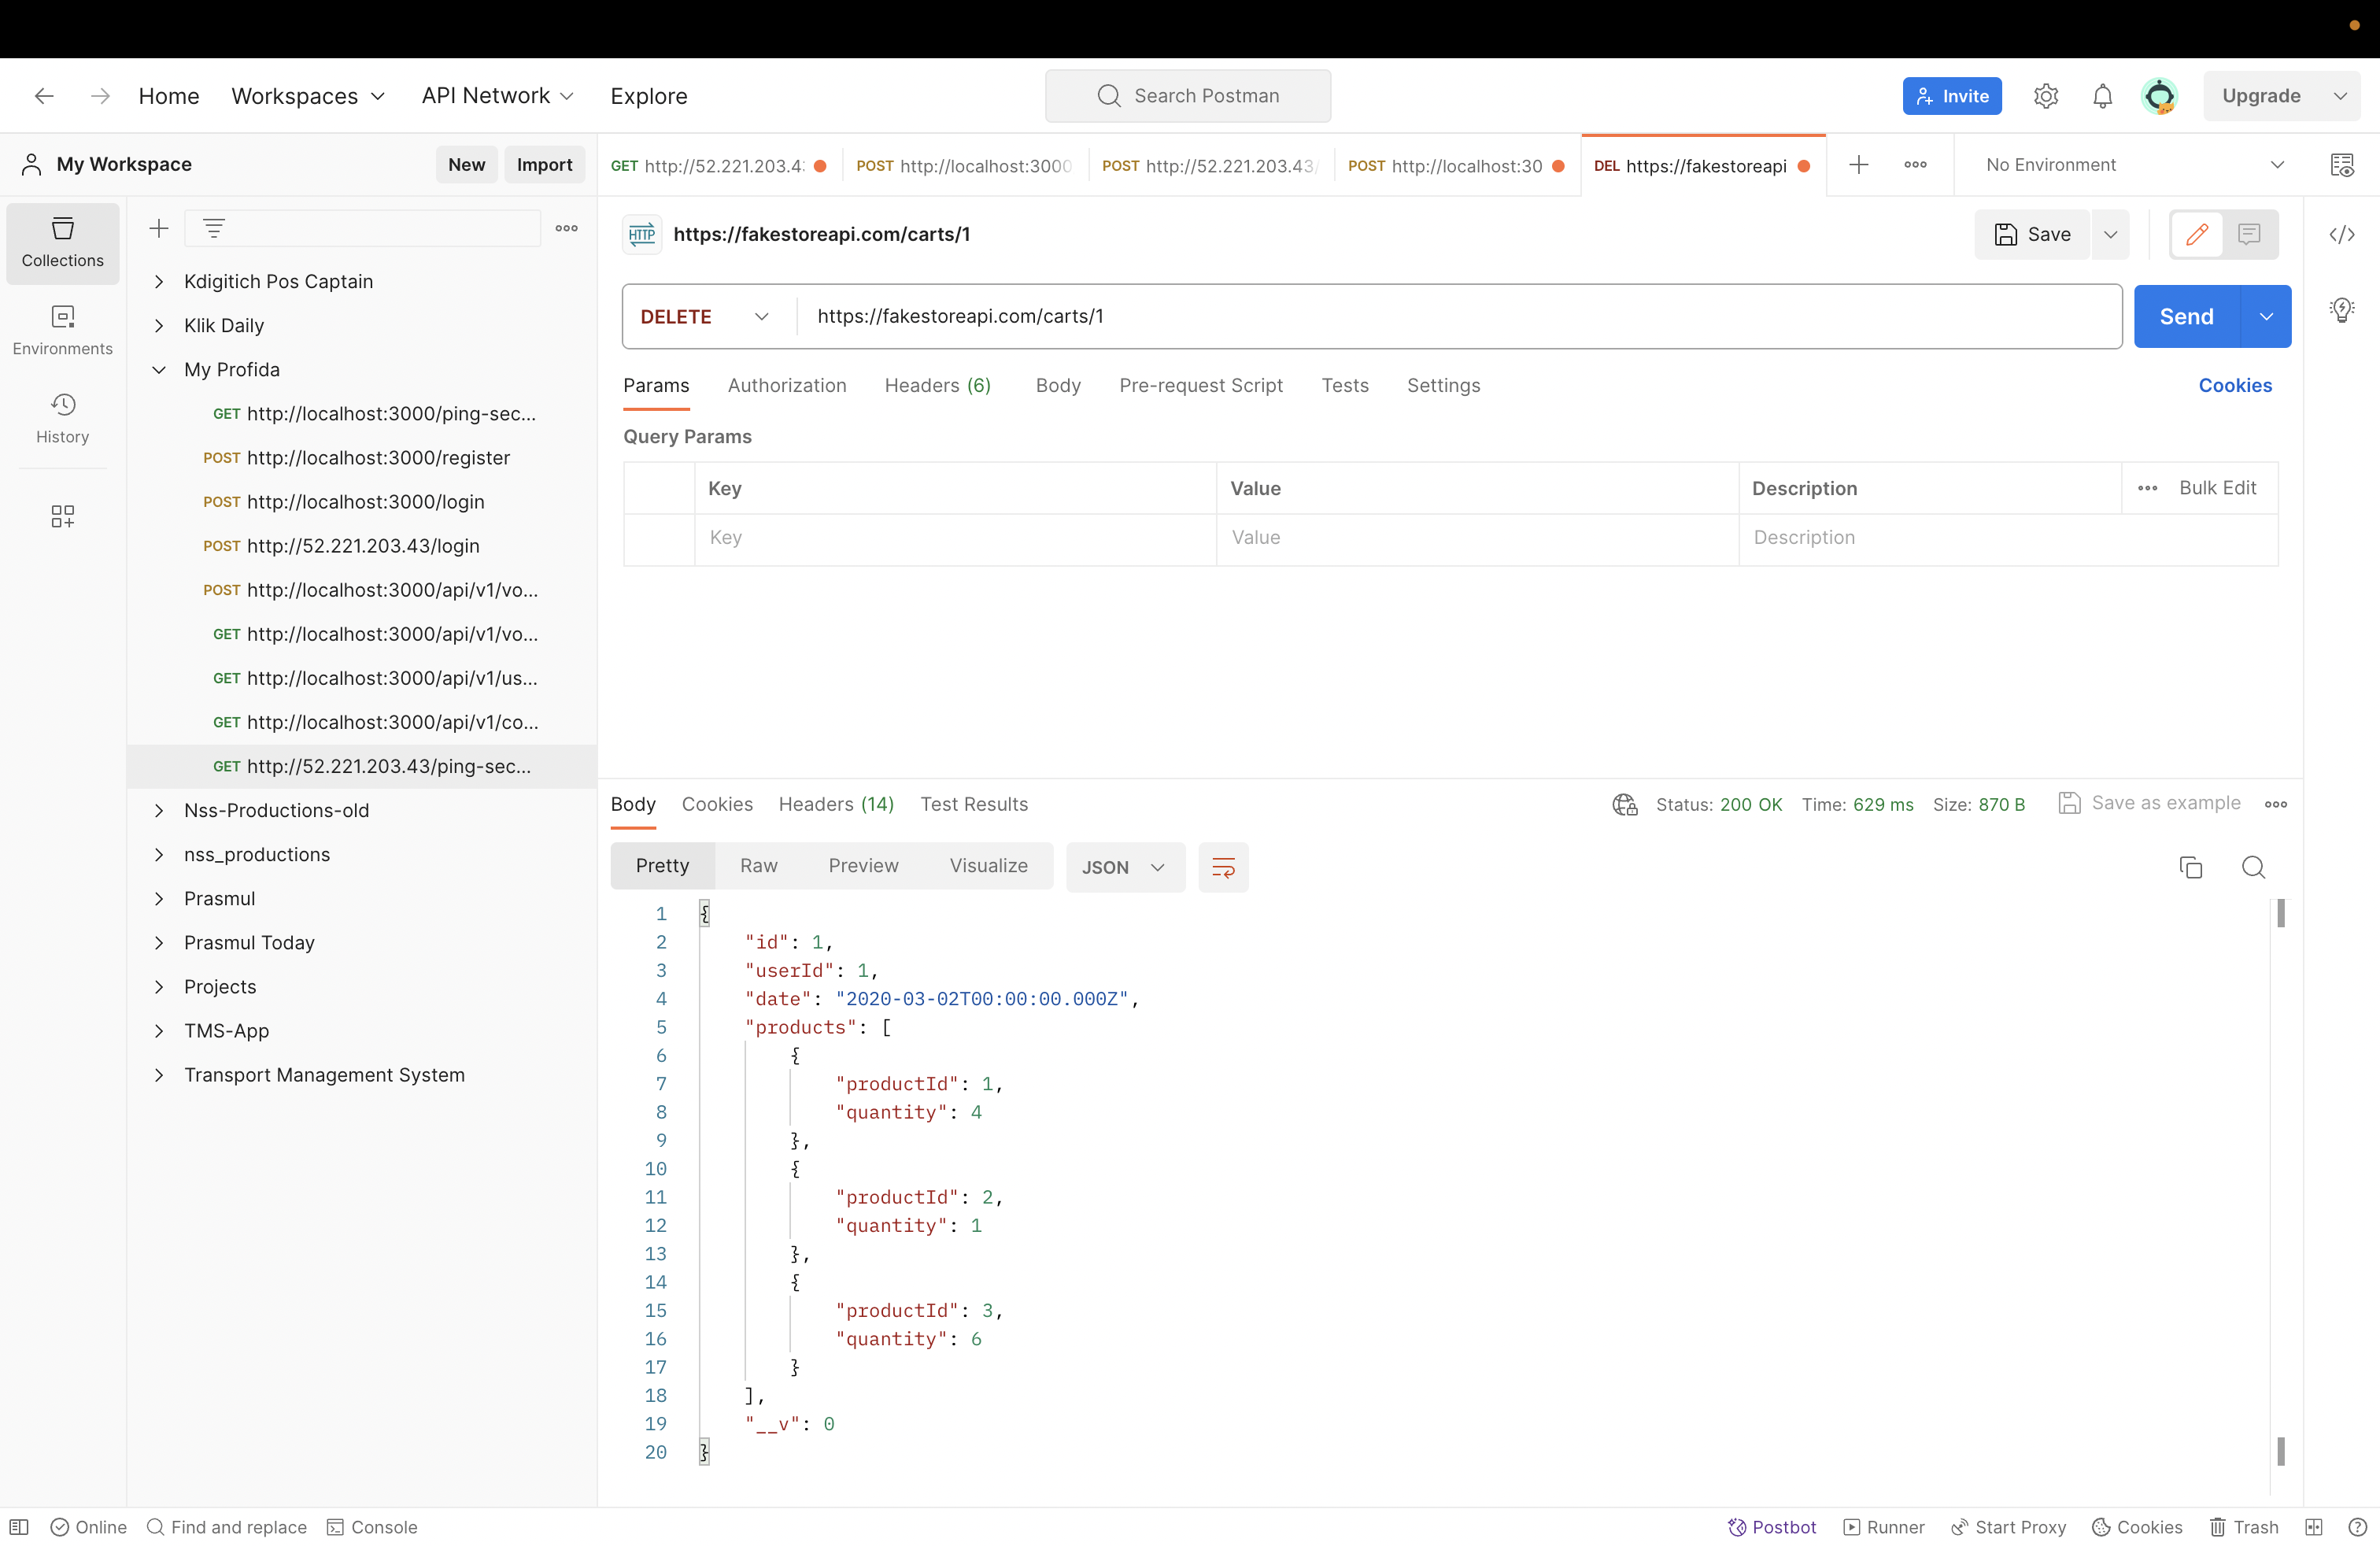 Home Workspaces API Network Explore
Search Postman
Invite
Upgrade
My Workspace
New Import
GET http://52.221.203.4:
POST http://localhost:3000
POST http://52.221.203.43/
POST http://localhost:30
DEL https://fakestoreapi
No Environment
Collections
Environments
History
Kdigitich Pos Captain
Klik Daily
My Profida
GET http://localhost:3000/ping-sec...
POST http://localhost:3000/register
POST http://localhost:3000/login
POST http://52.221.203.43/login
POST http://localhost:3000/api/v1/vo...
GET http://localhost:3000/api/v1/vo...
GET http://localhost:3000/api/v1/us...
GET http://localhost:3000/api/v1/co...
GET http://52.221.203.43/ping-sec...
Nss-Productions-old
nss_productions
Prasmul
Prasmul Today
Projects
TMS-App
Transport Management System
HTTP https://fakestoreapi.com/carts/1
Save
DELETE https://fakestoreapi.com/carts/1
Send
Params Authorization Headers (6) Body Pre-request Script Tests Settings Cookies
Query Params
Key Value Description Bulk Edit
Key Value Description
Body Cookies Headers (14) Test Results Status: 200 OK Time: 629 ms Size: 870 B Save as example
Pretty Raw Preview Visualize JSON
1 {
2 "id": 1,
3 "userId": 1,
4 "date": "2020-03-02T00:00:00.000Z",
5 "products": [
6 {
7 "productId": 1,
8 "quantity": 4
9 },
10 {
11 "productId": 2,
12 "quantity": 1
13 },
14 {
15 "productId": 3,
16 "quantity": 6
17 }
18 ],
19 "__v": 0
20 }
Online Find and replace Console Postbot Runner Start Proxy Cookies Trash